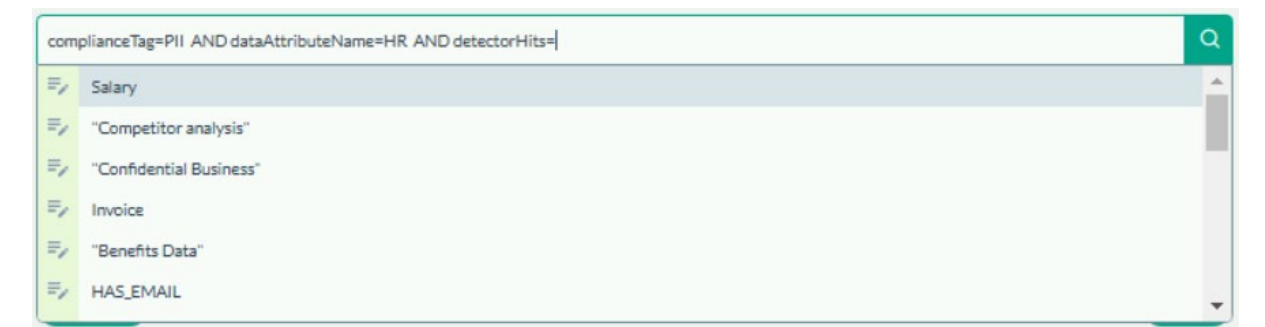 complianceTag=PII AND dataAttributeName=HR AND detectorHits=
Salary
"Competitor analysis"
"Confidential Business"
Invoice
"Benefits Data"
HAS_EMAIL